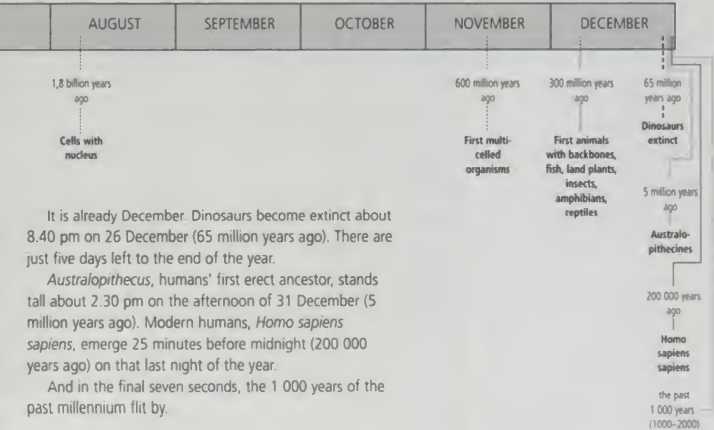 AUGUST
SEPTEMBER
OCTOBER
NOVEMBER
DECEMBER
1,8 billion years
ago
Cells with
nucleus
600 million years
ago
First multi-
celled
organisms
300 million years
ago
First animals
with backbones,
fish, land plants,
insects,
amphibians,
reptiles
65 million
years ago
Dinosaurs
extinct
5 million years
ago
Australo-
pithecines
200 000 years
ago
Homo
sapiens
sapiens
the past
1 000 years
(1000–2000)
It is already December. Dinosaurs become extinct about
8.40 pm on 26 December (65 million years ago). There are
just five days left to the end of the year.
Australopithecus, humans' first erect ancestor, stands
tall about 2.30 pm on the afternoon of 31 December (5
million years ago). Modern humans, Homo sapiens
sapiens, emerge 25 minutes before midnight (200 000
years ago) on that last night of the year.
And in the final seven seconds, the 1 000 years of the
past millennium flit by.